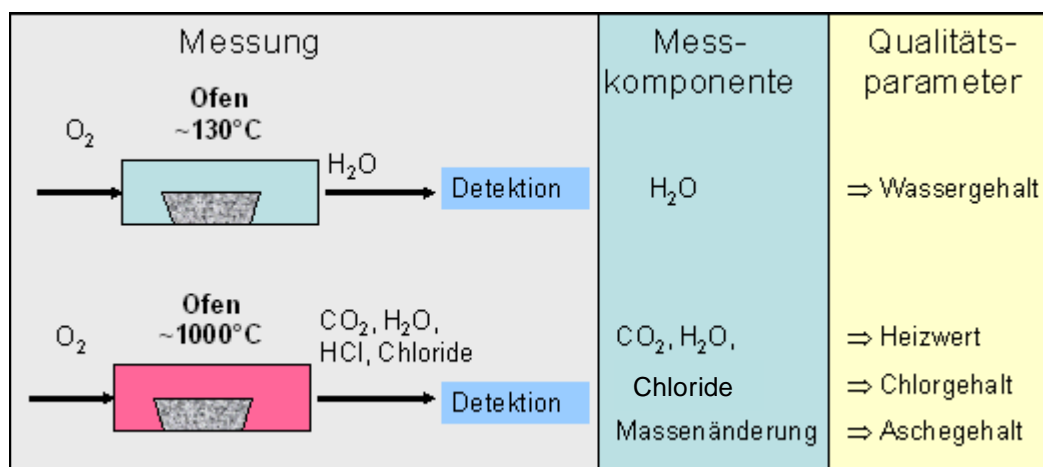 Messung
Mess-
komponente
Qualitäts-
parameter
Ofen
~130°C
O₂
H₂O
Detektion
H₂O
⇒ Wassergehalt
Ofen
~1000°C
O₂
CO₂, H₂O,
HCl, Chloride
Detektion
CO₂, H₂O,
⇒ Heizwert
Chloride
⇒ Chlorgehalt
Massenänderung
⇒ Aschegehalt